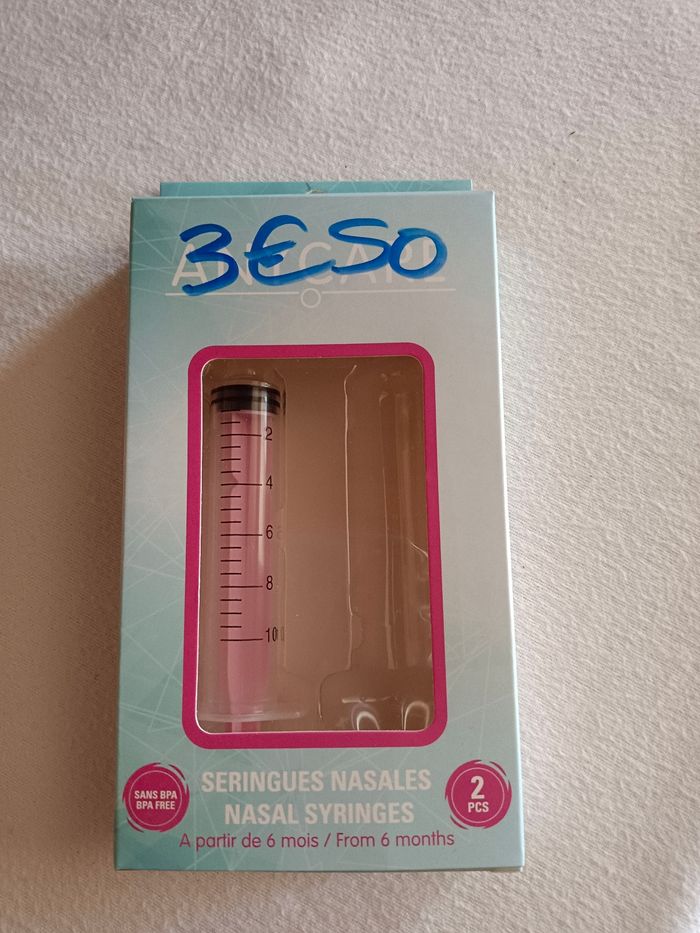 3€50
2
4
6
8
10
SERINGUES NASALES
NASAL SYRINGES
A partir de 6 mois / From 6 months
SANS BPA
BPA FREE
2
PCS